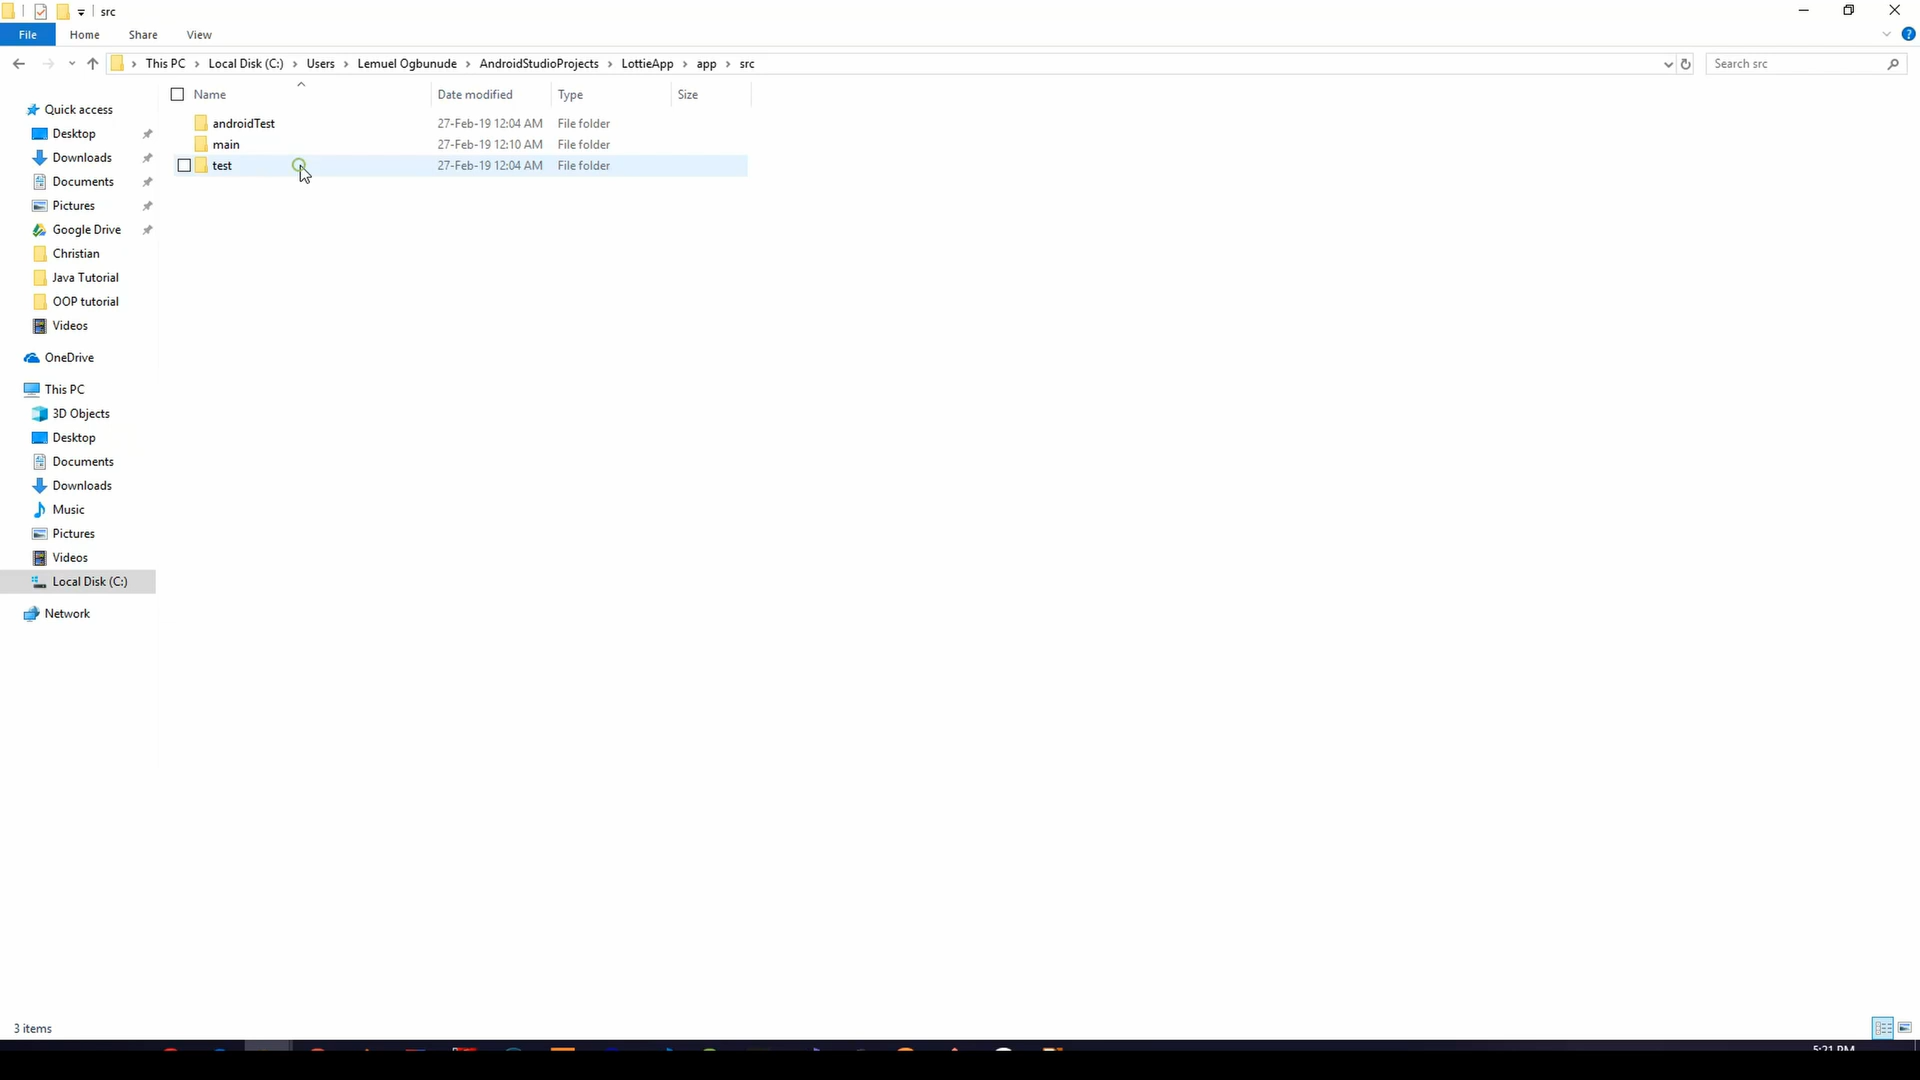 src
File Home Share View
This PC Local Disk (C:) Users Lemuel Ogbunude AndroidStudioProjects LottieApp app src Search src
Name Date modified Type Size
androidTest 27-Feb-19 12:04 AM File folder
main 27-Feb-19 12:10 AM File folder
test 27-Feb-19 12:04 AM File folder
Quick access
Desktop
Downloads
Documents
Pictures
Google Drive
Christian
Java Tutorial
OOP tutorial
Videos
OneDrive
This PC
3D Objects
Desktop
Documents
Downloads
Music
Pictures
Videos
Local Disk (C:)
Network
3 items
5:21 PM